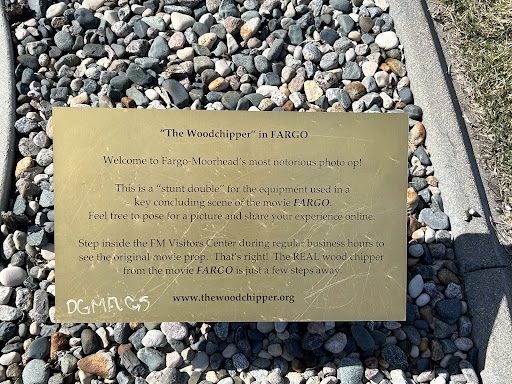 "The Woodchipper" in FARGO
Welcome to Fargo-Moorhead's most notorious photo op!
This is a "stunt double" for the equipment used in a
key concluding scene of the movie FARGO.
Feel free to pose for a picture and share your experience online.
Step inside the FM Visitors Center during regular business hours to
see the original movie prop. That's right! The REAL wood chipper
from the movie FARGO is just a few steps away.
www.thewoodchipper.org